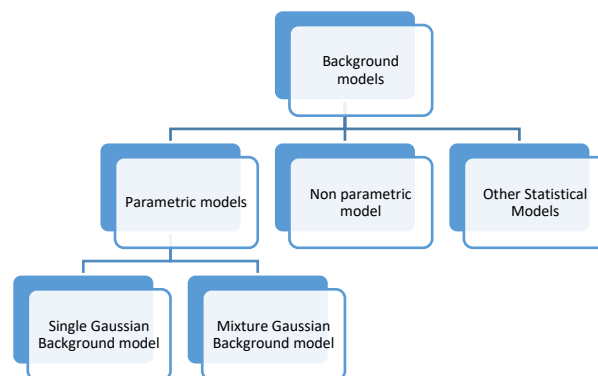 Background
models
Parametric models
Non parametric
model
Other Statistical
Models
Single Gaussian
Background model
Mixture Gaussian
Background model